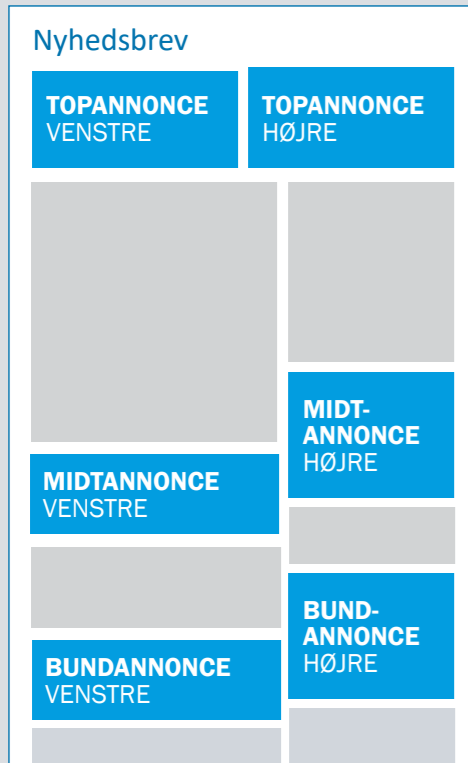 Nyhedsbrev
TOPANNONCE
VENSTRE
TOPANNONCE
HØJRE
MIDT-
ANNONCE
HØJRE
MIDTANNONCE
VENSTRE
BUND-
ANNONCE
HØJRE
BUNDANNONCE
VENSTRE